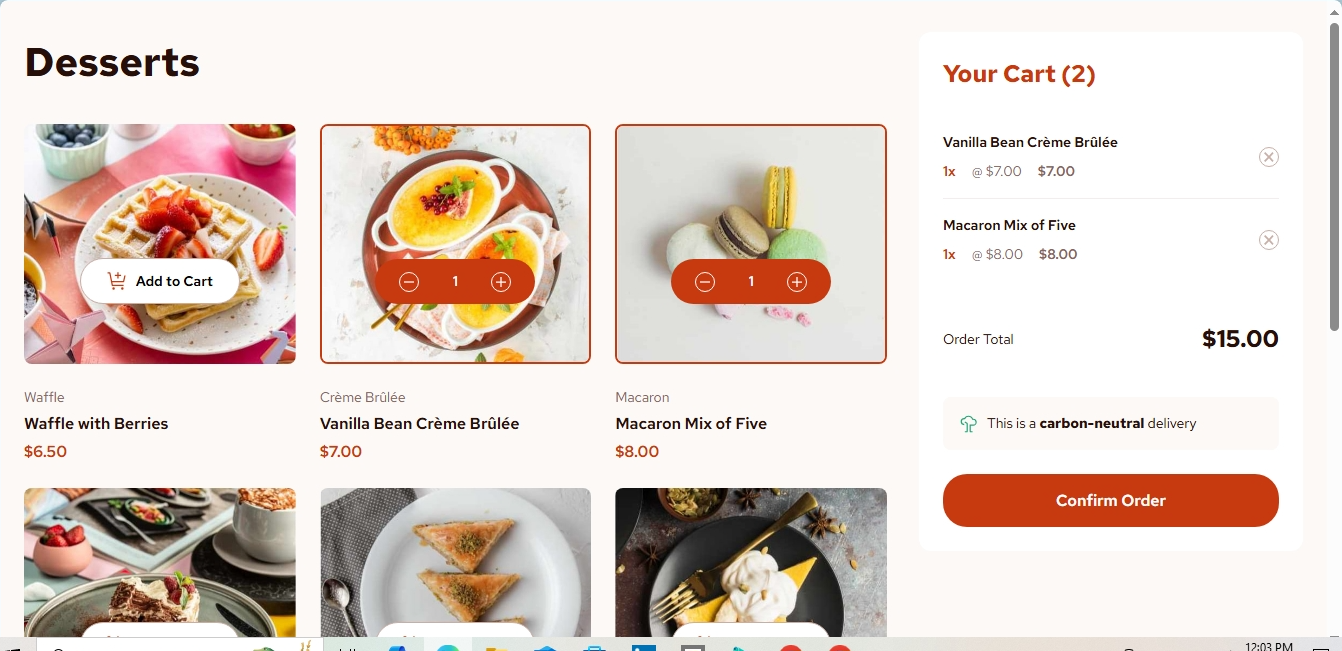 Desserts
Add to Cart
1
1
Waffle
Waffle with Berries
$6.50
Crème Brûlée
Vanilla Bean Crème Brûlée
$7.00
Macaron
Macaron Mix of Five
$8.00
Your Cart (2)
Vanilla Bean Crème Brûlée
1x @ $7.00 $7.00
Macaron Mix of Five
1x @ $8.00 $8.00
Order Total $15.00
This is a carbon-neutral delivery
Confirm Order
12:03 PM